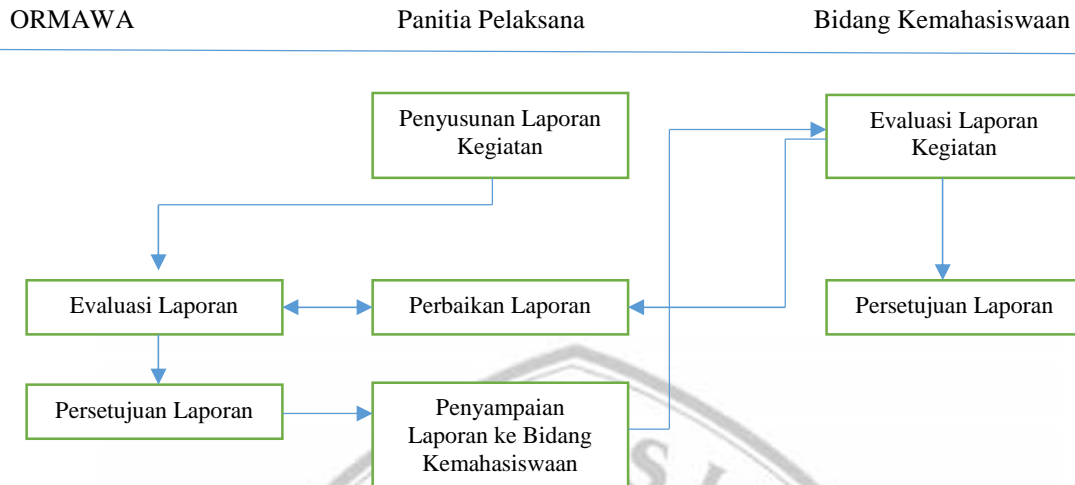 ORMAWA
Panitia Pelaksana
Bidang Kemahasiswaan
Penyusunan Laporan
Kegiatan
Evaluasi Laporan
Kegiatan
Evaluasi Laporan
Perbaikan Laporan
Persetujuan Laporan
Persetujuan Laporan
Penyampaian
Laporan ke Bidang
Kemahasiswaan